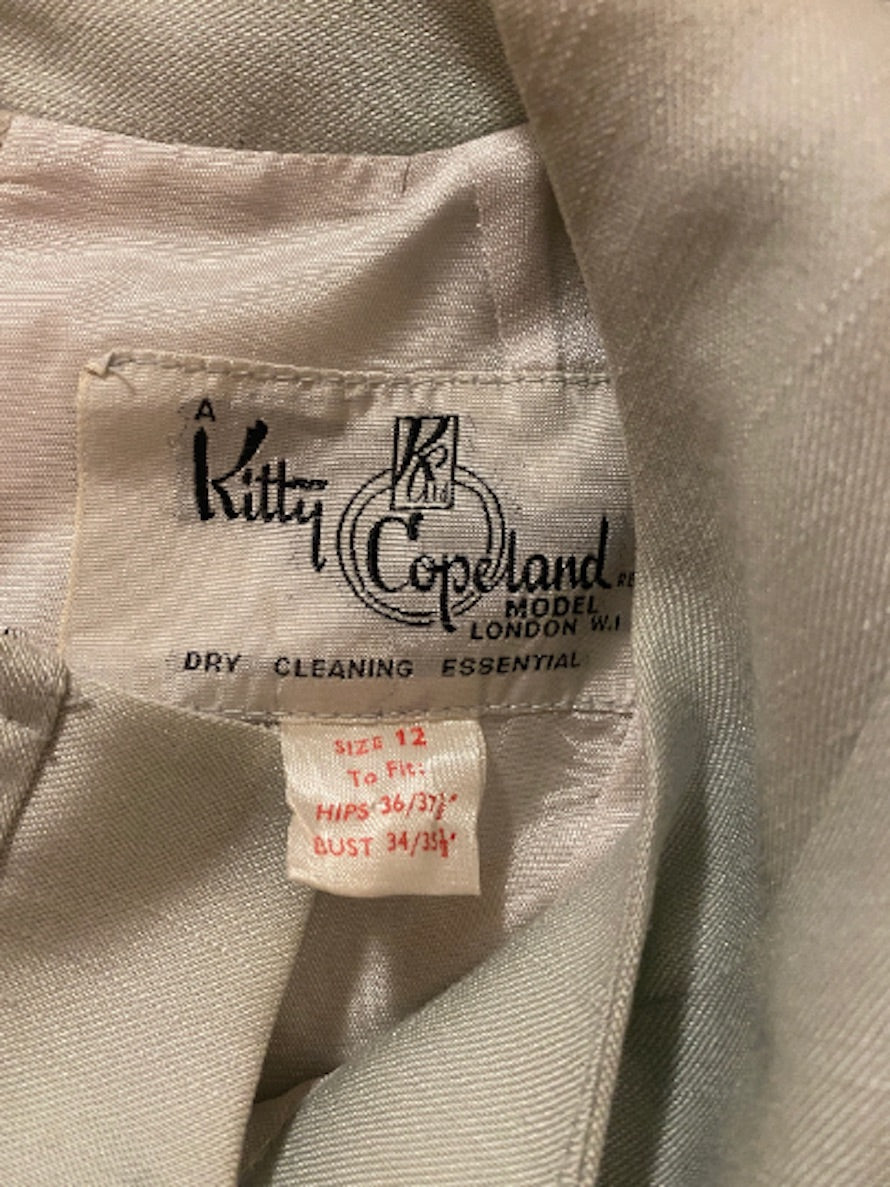 A
Kitty
Copeland
MODEL
LONDON W.1
DRY CLEANING ESSENTIAL
SIZE 12
To Fit:
HIPS 36/37½"
BUST 34/35½"